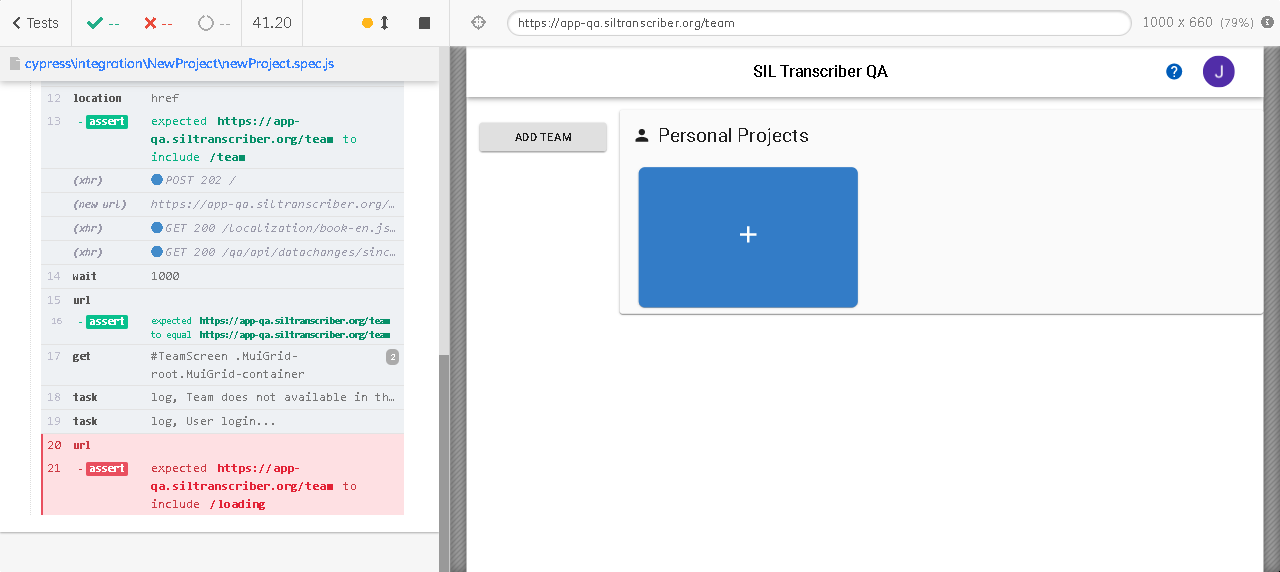 Tests
--
--
--
41.20
https://app-qa.siltranscriber.org/team
1000 x 660 (79%)
cypress\integration\NewProject\newProject.spec.js
12 location href
13 - assert expected https://app-
qa.siltranscriber.org/team to
include /team
(xhr) POST 202 /
(new url) https://app-qa.siltranscriber.org/…
(xhr) GET 200 /localization/book-en.js…
(xhr) GET 200 /qa/api/datachanges/sinc…
14 wait 1000
15 url
16 - assert expected https://app-qa.siltranscriber.org/team
to equal https://app-qa.siltranscriber.org/team
17 get #TeamScreen .MuiGrid- 2
root.MuiGrid-container
18 task log, Team does not available in th…
19 task log, User login...
20 url
21 - assert expected https://app-
qa.siltranscriber.org/team to
include /loading
SIL Transcriber QA
? J
ADD TEAM
Personal Projects
+